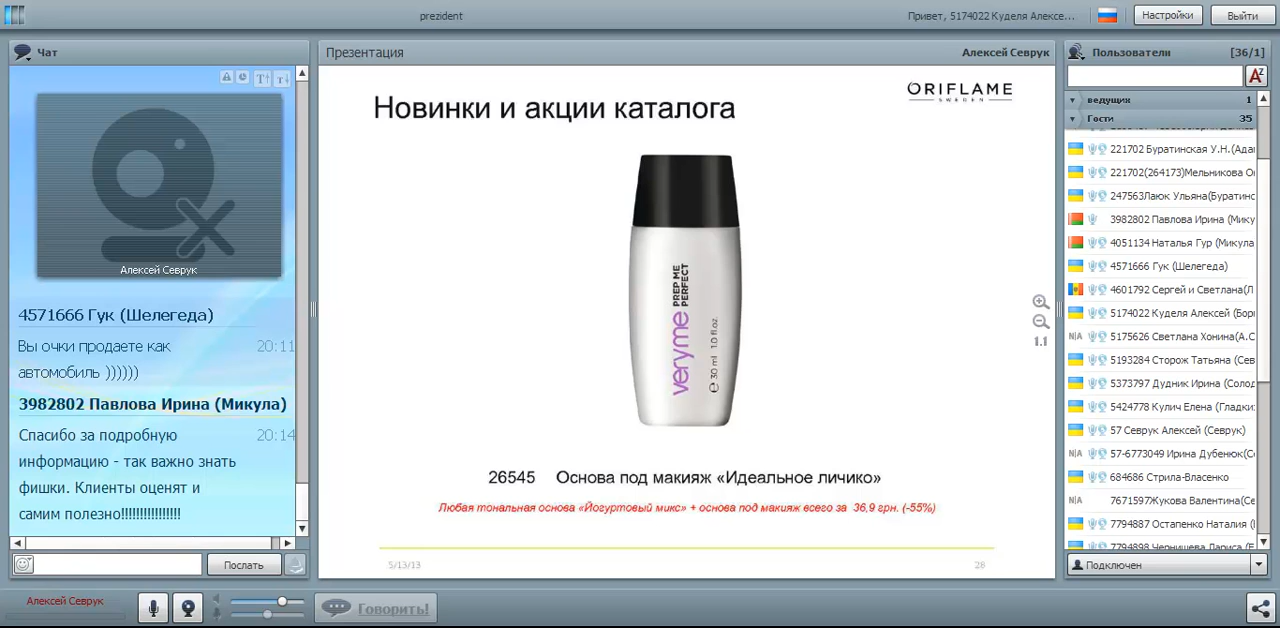 prezident
Привет, 5174022 Куделя Алексе...
Настройки
Выйти
Чат
Алексей Севрук
4571666 Гук (Шелегеда)
Вы очки продаете как 20:11
автомобиль ))))))
3982802 Павлова Ирина (Микула)
Спасибо за подробную 20:14
информацию - так важно знать
фишки. Клиенты оценят и
самим полезно!!!!!!!!!!!!!!!!
Послать
Презентация
Алексей Севрук
Новинки и акции каталога
ORIFLAME
SWEDEN
veryme PREP ME
PERFECT
℮ 30 ml 1.0 fl.oz.
26545 Основа под макияж «Идеальное личико»
Любая тональная основа «Йогуртовый микс» + основа под макияж всего за 36,9 грн. (-55%)
5/13/13
28
1.1
Пользователи [36/1]
ведущих 1
Гости 35
221702 Буратинская У.Н.(Ада
221702(264173)Мельникова О
247563Лаюк Ульяна(Буратинс
3982802 Павлова Ирина (Мику
4051134 Наталья Гур (Микула
4571666 Гук (Шелегеда)
4601792 Сергей и Светлана(Л
5174022 Куделя Алексей (Бор
N\A 5175626 Светлана Хонина(А.С
5193284 Сторож Татьяна (Сев
5373797 Дудник Ирина (Солод
5424778 Кулич Елена (Гладки
57 Севрук Алексей (Севрук)
N\A 57-6773049 Ирина Дубенюк(Се
684686 Стрила-Власенко
N\A 7671597Жукова Валентина(Се
7794887 Остапенко Наталия (
7794898 Чернишева Лариса (Е
Подключен
Алексей Севрук
Говорить!